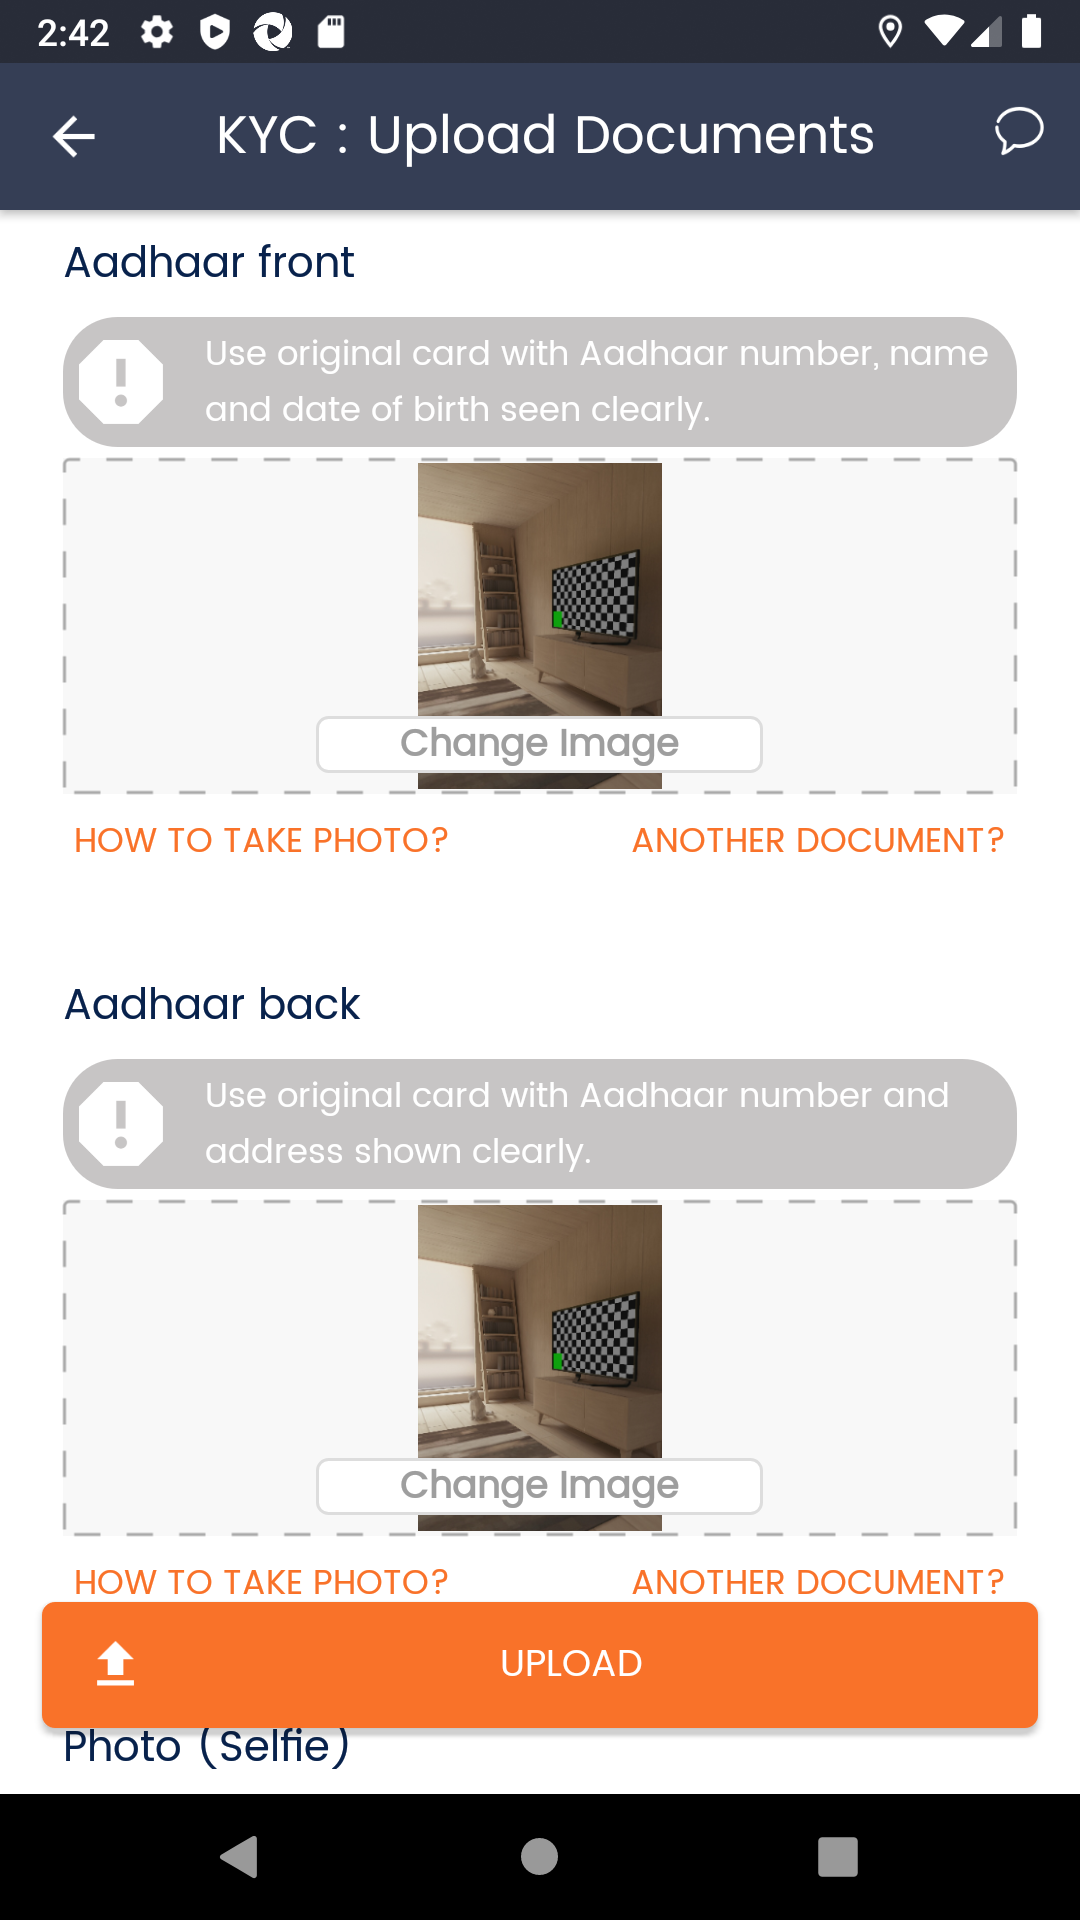 2:42
KYC : Upload Documents
Aadhaar front
Use original card with Aadhaar number, name
and date of birth seen clearly.
Change Image
HOW TO TAKE PHOTO?
ANOTHER DOCUMENT?
Aadhaar back
Use original card with Aadhaar number and
address shown clearly.
Change Image
HOW TO TAKE PHOTO?
ANOTHER DOCUMENT?
UPLOAD
Photo (Selfie)